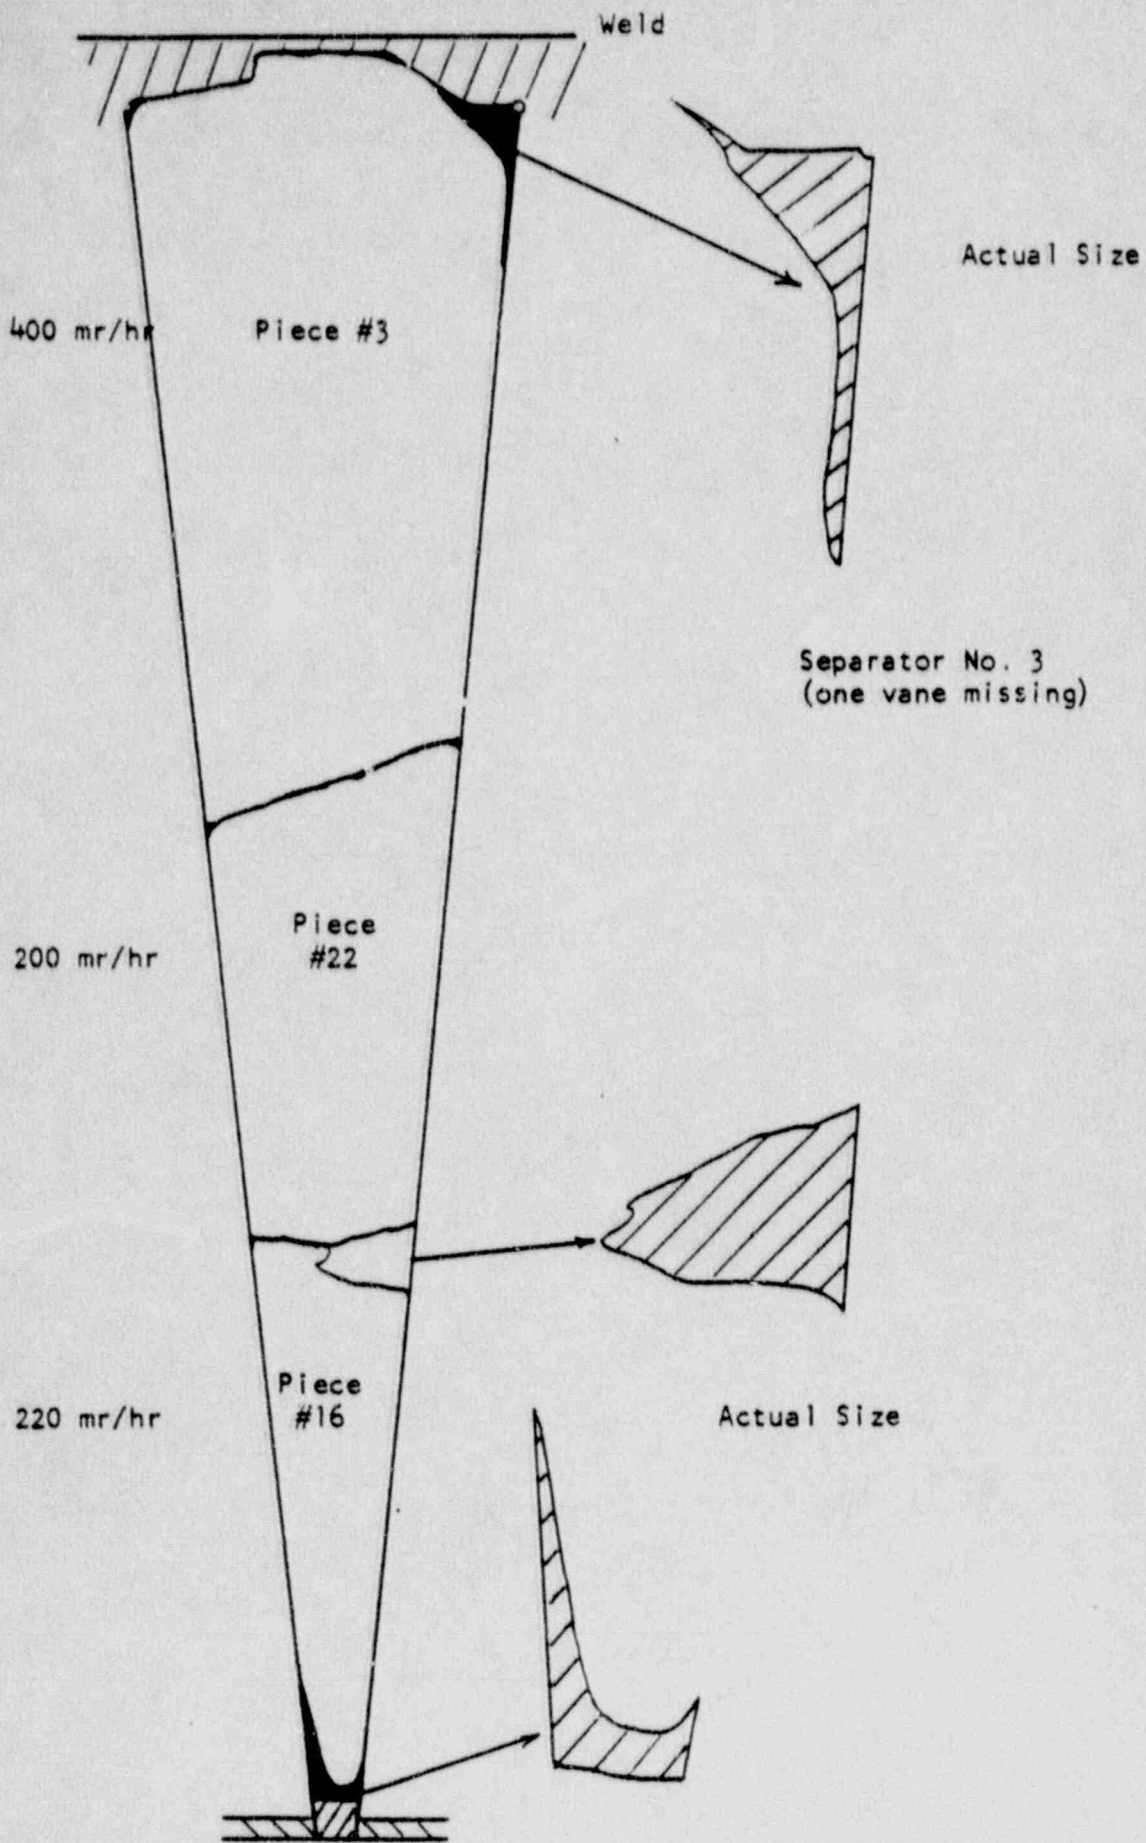 Weld
Actual Size
400 mr/hr
Piece #3
Separator No. 3
(one vane missing)
Piece
#22
200 mr/hr
Piece
#16
220 mr/hr
Actual Size